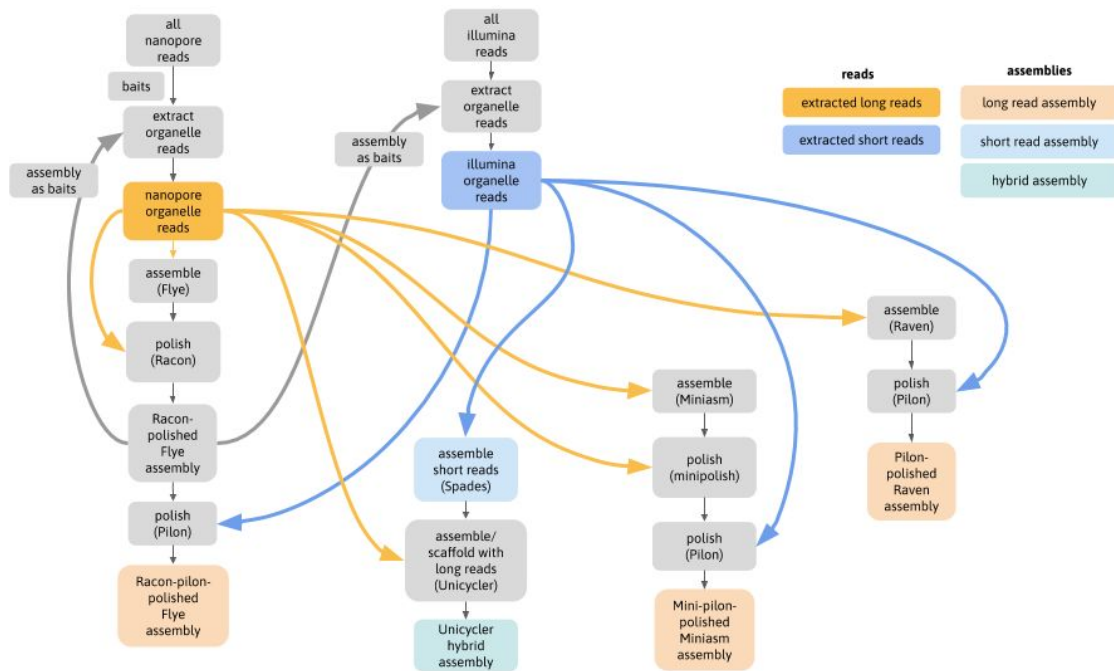 all
nanopore
reads
baits
extract
organelle
reads
assembly
as baits
nanopore
organelle
reads
assemble
(Flye)
polish
(Racon)
Racon-
polished
Flye
assembly
polish
(Pilon)
Racon-pilon-
polished
Flye
assembly
all
illumina
reads
extract
organelle
reads
assembly
as baits
illumina
organelle
reads
assemble
short reads
(Spades)
assemble/
scaffold with
long reads
(Unicycler)
Unicycler
hybrid
assembly
assemble
(Miniasm)
polish
(minipolish)
polish
(Pilon)
Mini-pilon-
polished
Miniasm
assembly
assemble
(Raven)
polish
(Pilon)
Pilon-
polished
Raven
assembly
reads
extracted long reads
extracted short reads
assemblies
long read assembly
short read assembly
hybrid assembly